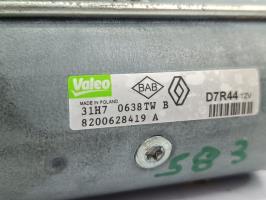 Valeo
BAB
D7R44 12V
MADE IN POLAND
31H7 0638TW B
8200628419 A
583